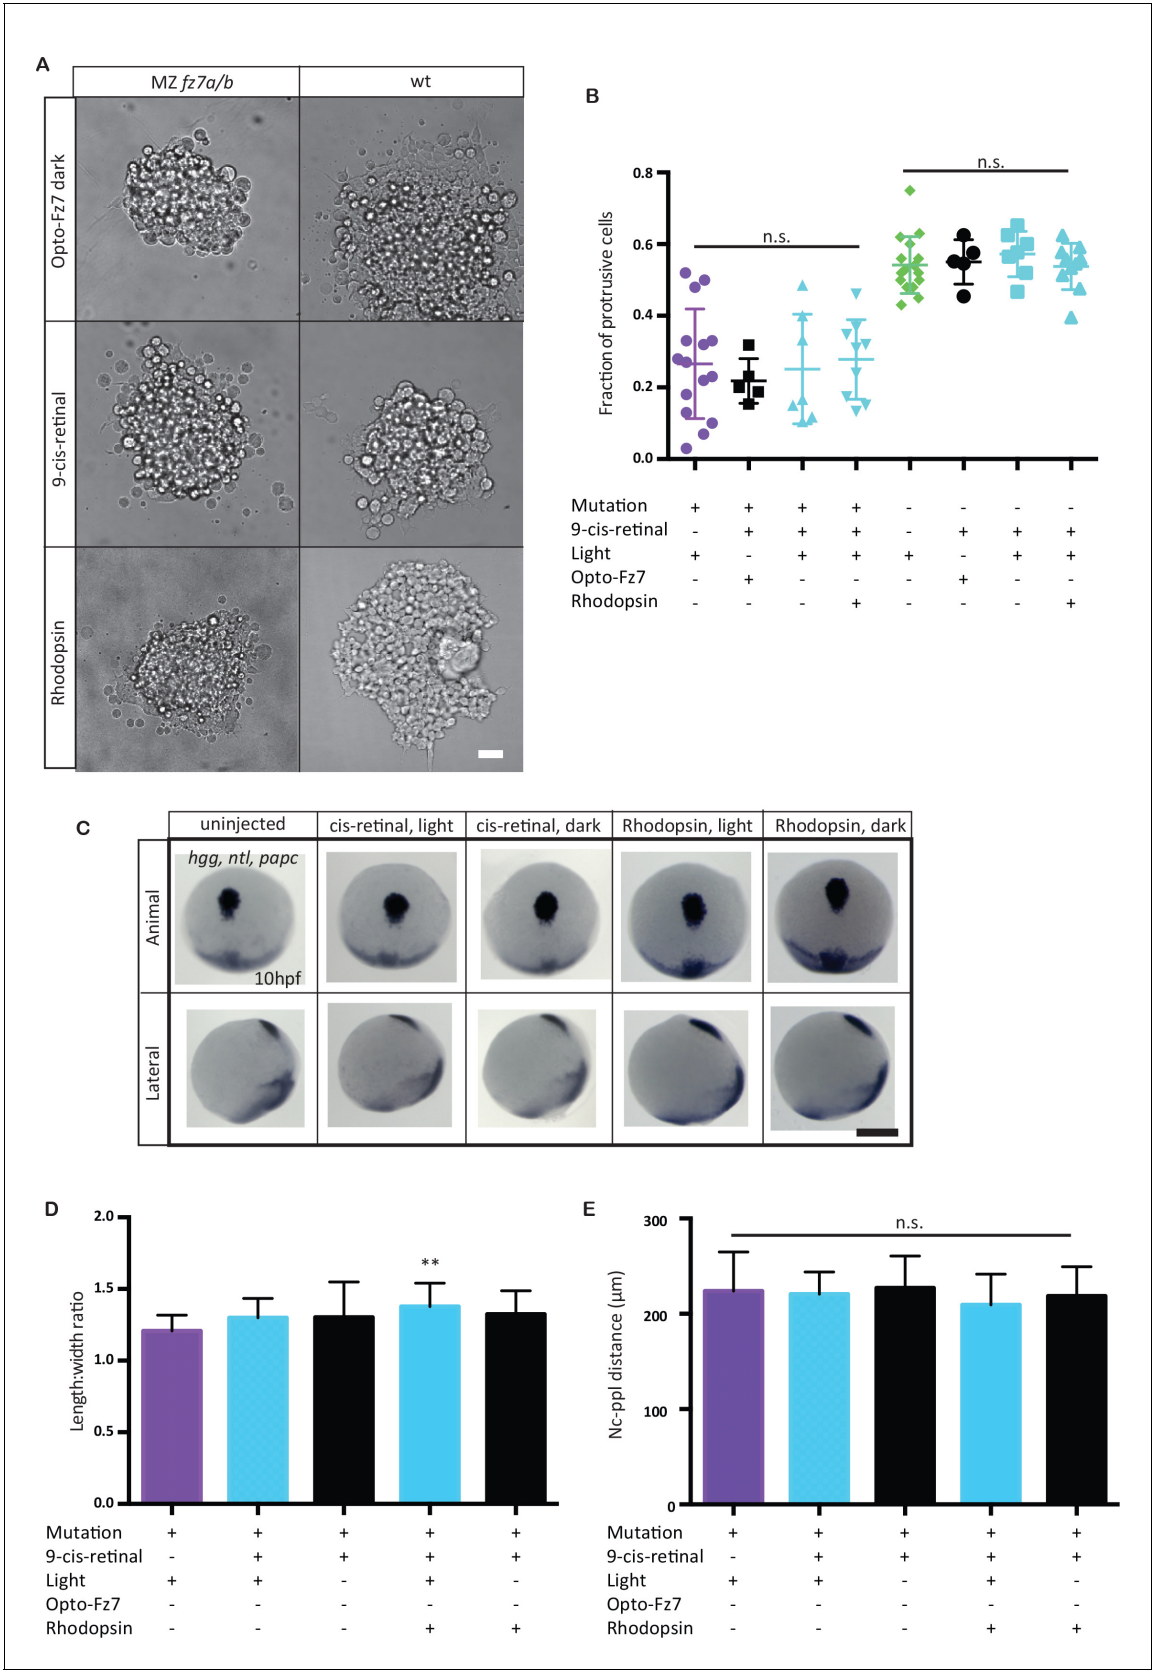 A
MZ fz7a/b
wt
Opto-Fz7 dark
9-cis-retinal
Rhodopsin
B
n.s.
n.s.
0.8
0.6
0.4
0.2
0.0
Fraction of protrusive cells
Mutation + + + + - - - -
9-cis-retinal - + + + - + + +
Light + - + + + - + +
Opto-Fz7 - + - - - + - -
Rhodopsin - - - + - - - +
C
uninjected
cis-retinal, light
cis-retinal, dark
Rhodopsin, light
Rhodopsin, dark
Animal
hgg, ntl, papc
10hpf
Lateral
D
2.0
1.5
1.0
0.5
0.0
Length:width ratio
**
Mutation + + + + +
9-cis-retinal - + + + +
Light + + - + -
Opto-Fz7 - - - - -
Rhodopsin - - - + +
E
n.s.
300
200
100
0
Nc-ppl distance (µm)
Mutation + + + + +
9-cis-retinal - + + + +
Light + + - + -
Opto-Fz7 - - - - -
Rhodopsin - - - + +